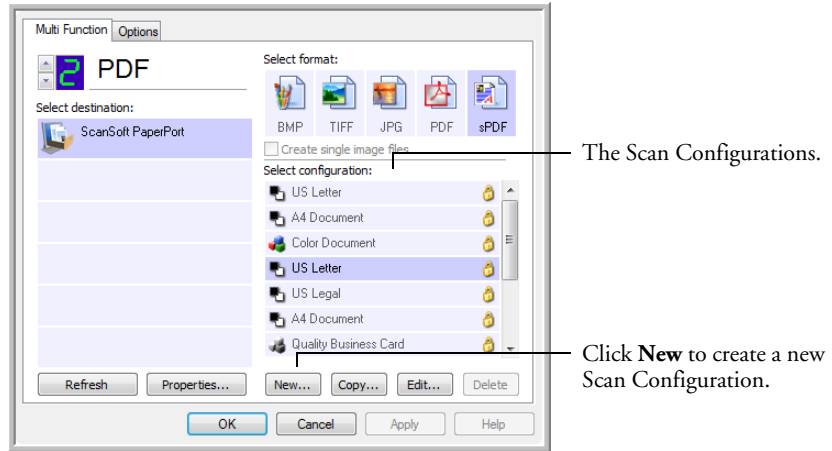 Multi Function
Options
2
PDF
Select destination:
ScanSoft PaperPort
Select format:
BMP TIFF JPG PDF sPDF
Create single image files
The Scan Configurations.
Select configuration:
US Letter
A4 Document
Color Document
US Letter
US Legal
A4 Document
Quality Business Card
Click New to create a new
Scan Configuration.
Refresh Properties... New... Copy... Edit... Delete
OK Cancel Apply Help